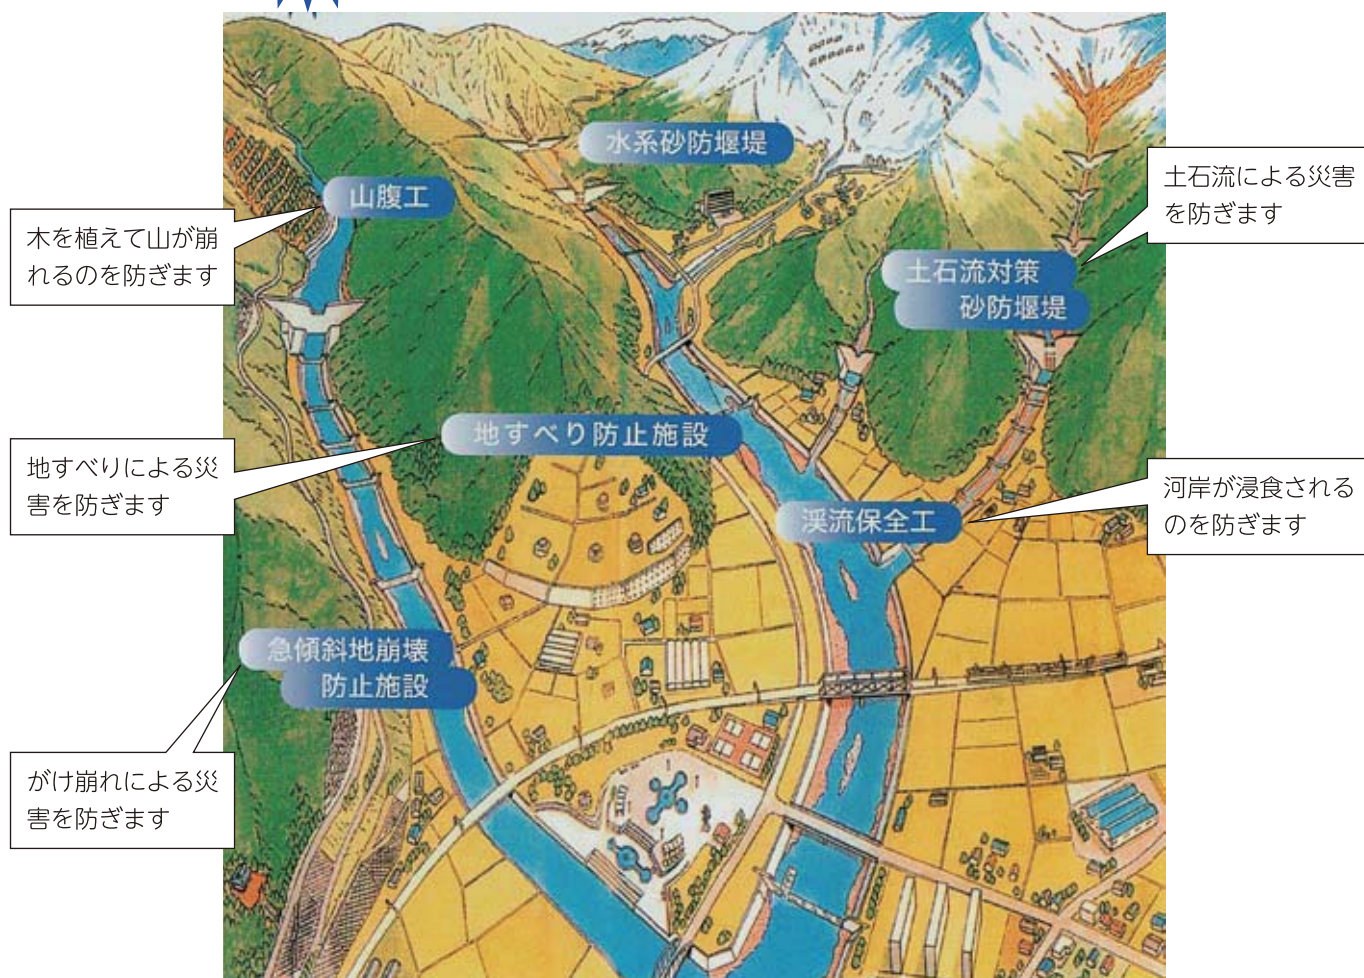 水系砂防堰堤
山腹工
木を植えて山が崩
れるのを防ぎます
土石流による災害
を防ぎます
土石流対策
砂防堰堤
地すべり防止施設
地すべりによる災
害を防ぎます
渓流保全工
河岸が浸食される
のを防ぎます
急傾斜地崩壊
防止施設
がけ崩れによる災
害を防ぎます